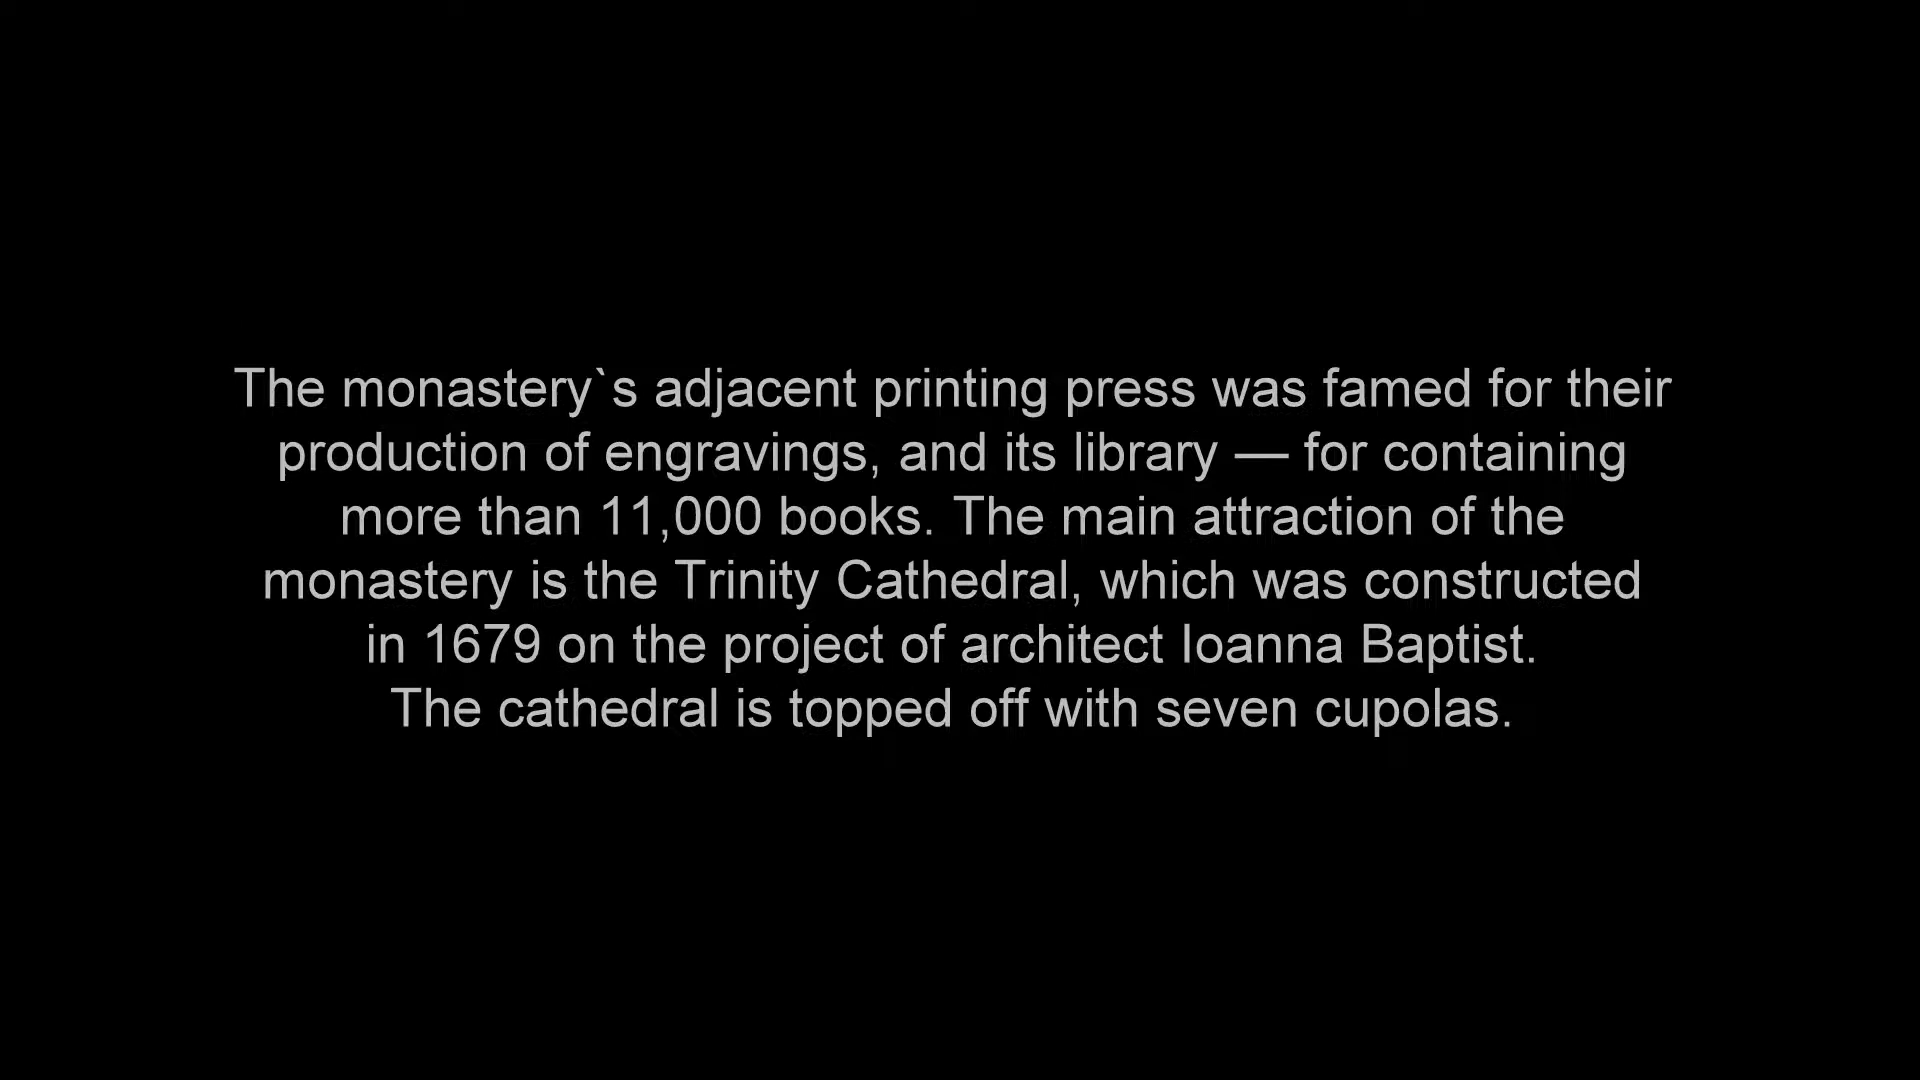 The monastery`s adjacent printing press was famed for their
production of engravings, and its library — for containing
more than 11,000 books. The main attraction of the
monastery is the Trinity Cathedral, which was constructed
in 1679 on the project of architect Ioanna Baptist.
The cathedral is topped off with seven cupolas.